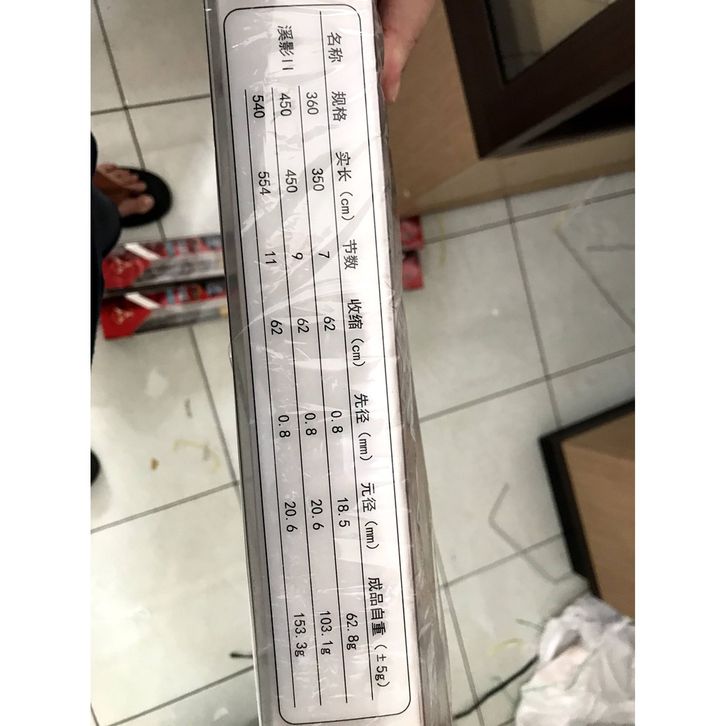 名称 规格 实长(cm) 节数 收缩(cm) 先径(mm) 元径(mm) 成品自重(±5g)
溪影II 360 350 7 62 0.8 18.5 62.8g
450 450 9 62 0.8 20.6 103.1g
540 554 11 62 0.8 20.6 153.3g